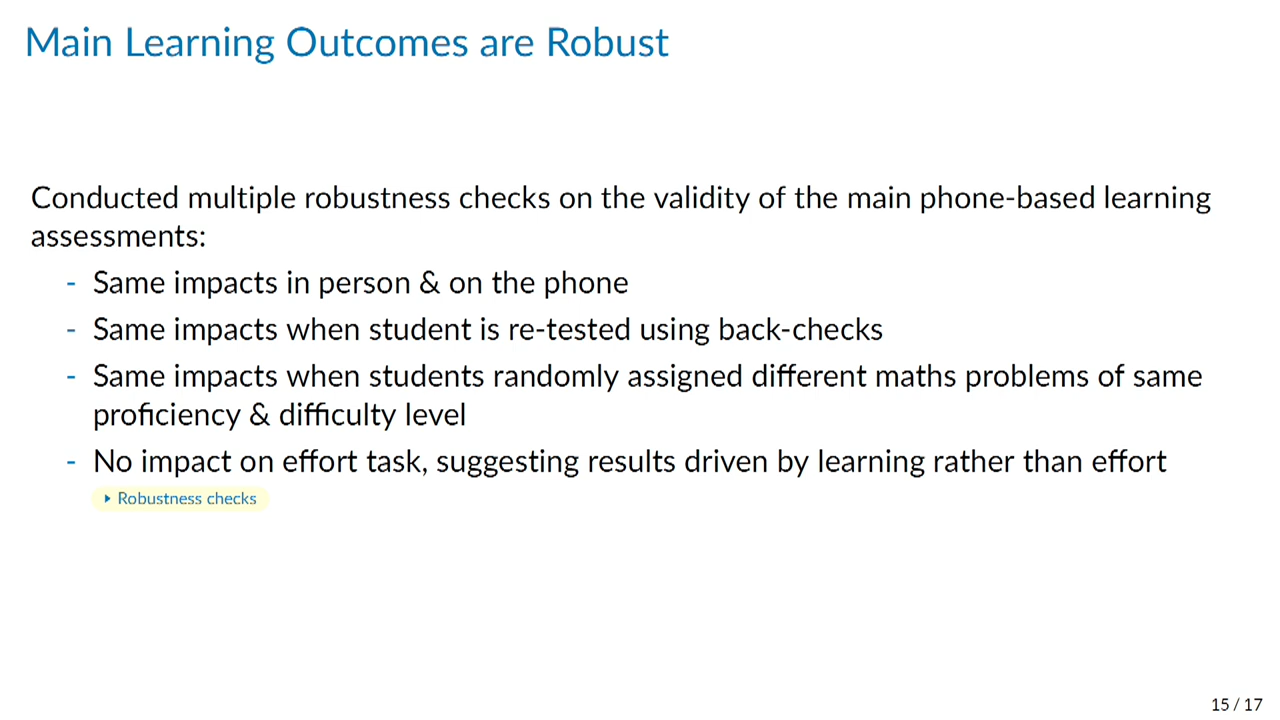 Main Learning Outcomes are Robust
Conducted multiple robustness checks on the validity of the main phone-based learning
assessments:
- Same impacts in person & on the phone
- Same impacts when student is re-tested using back-checks
- Same impacts when students randomly assigned different maths problems of same
proficiency & difficulty level
- No impact on effort task, suggesting results driven by learning rather than effort
Robustness checks
15 / 17